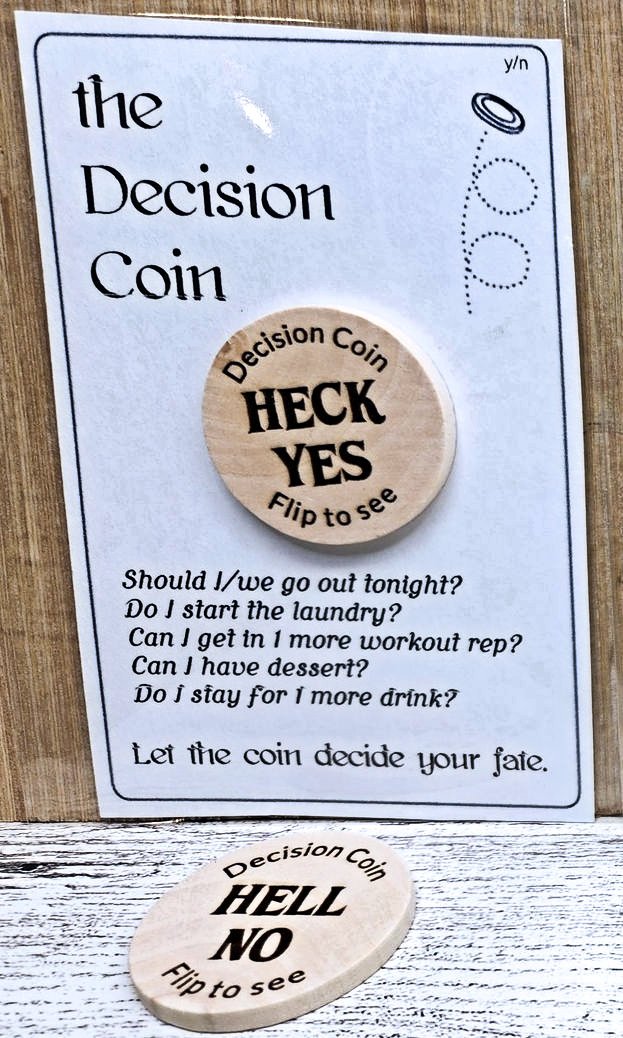 y/n
the
Decision
Coin
Decision Coin
HECK
YES
Flip to see
Should I/we go out tonight?
Do I start the laundry?
Can I get in 1 more workout rep?
Can I have dessert?
Do i stay for 1 more drink?
Let the coin decide your fate.
Decision Coin
HELL
NO
Flip to see